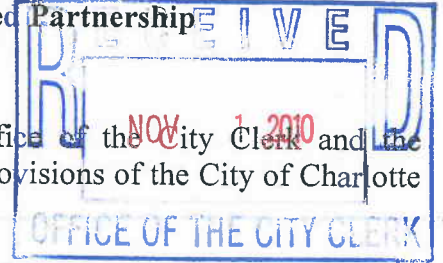 ed Partnership
RECEIVED
NOV 1 2010
fice of the City Clerk and the
ovisions of the City of Charlotte
OFFICE OF THE CITY CLERK